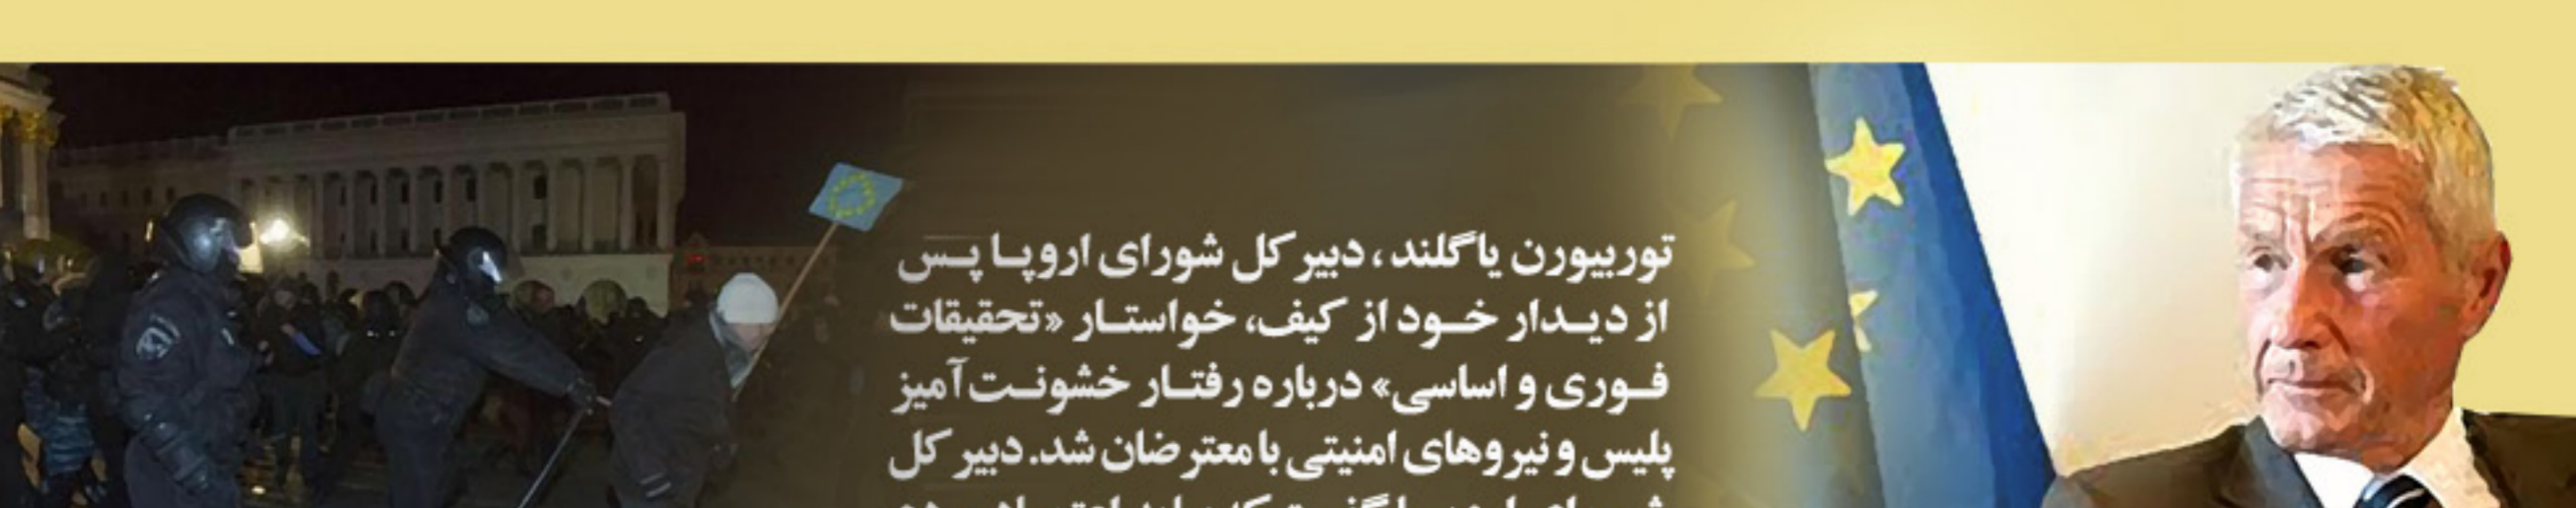 توربیورن یاگلند، دبیر کل شورای اروپا پس
از دیدار خود از کیف، خواستار «تحقیقات
فوری و اساسی» درباره رفتار خشونت‌آمیز
پلیس و نیروهای امنیتی با معترضان شد. دبیر کل